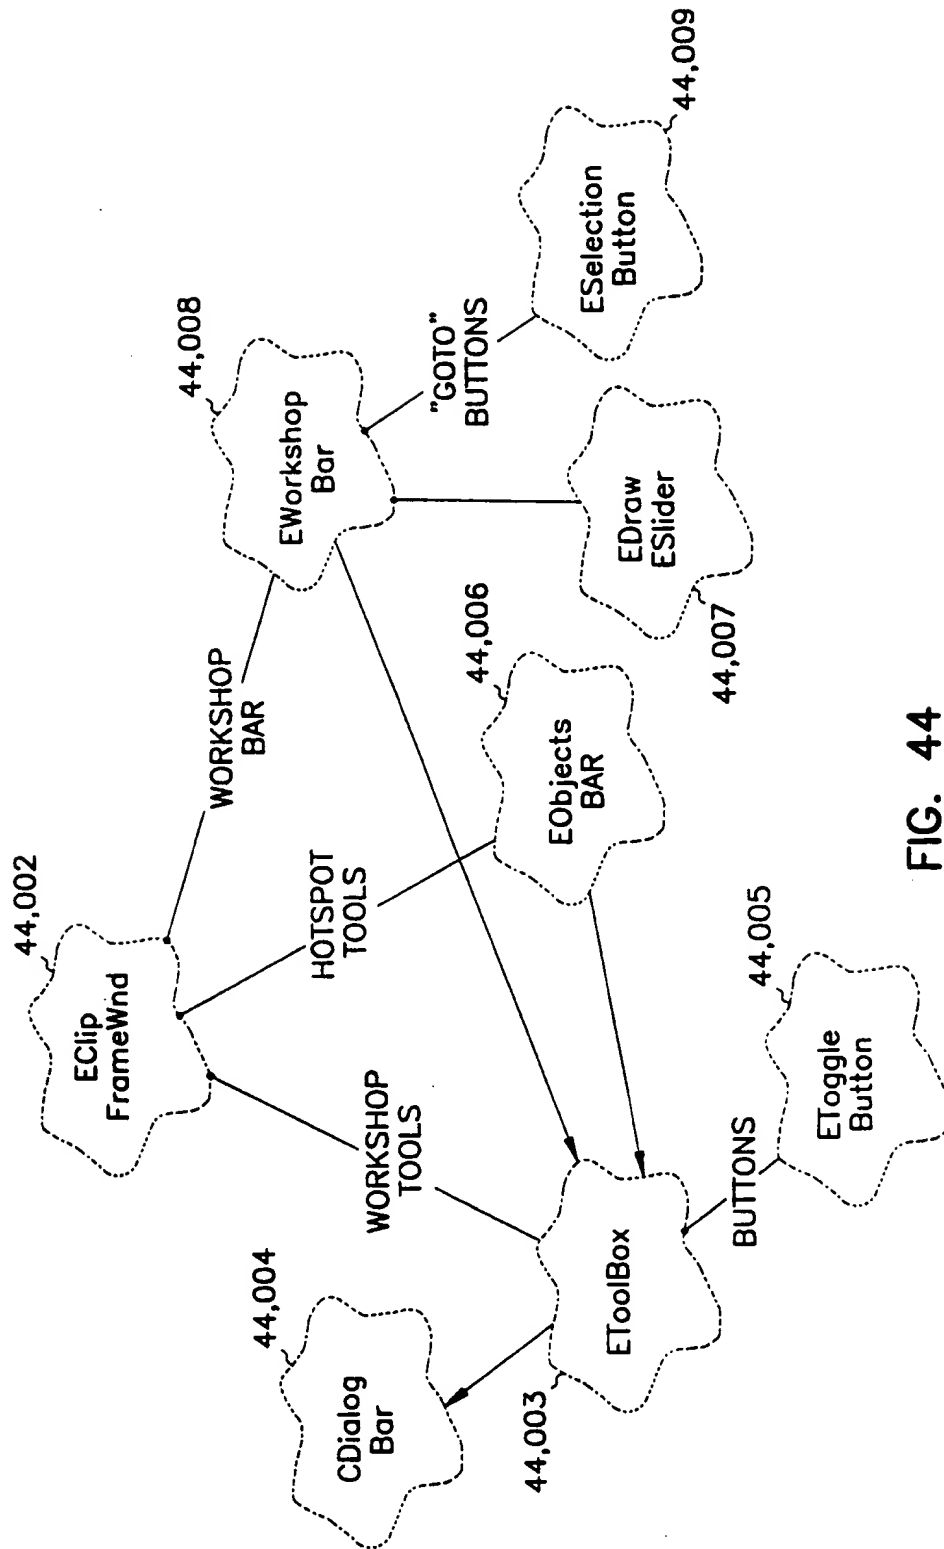 44,002
EClip
FrameWnd
WORKSHOP
BAR
44,008
EWorkshop
Bar
HOTSPOT
TOOLS
WORKSHOP
TOOLS
"GOTO"
BUTTONS
44,004
CDialog
Bar
44,003
EToolBox
44,006
EObjects
BAR
EDraw
ESlider
44,007
ESelection
Button
44,009
BUTTONS
44,005
EToggle
Button
FIG. 44